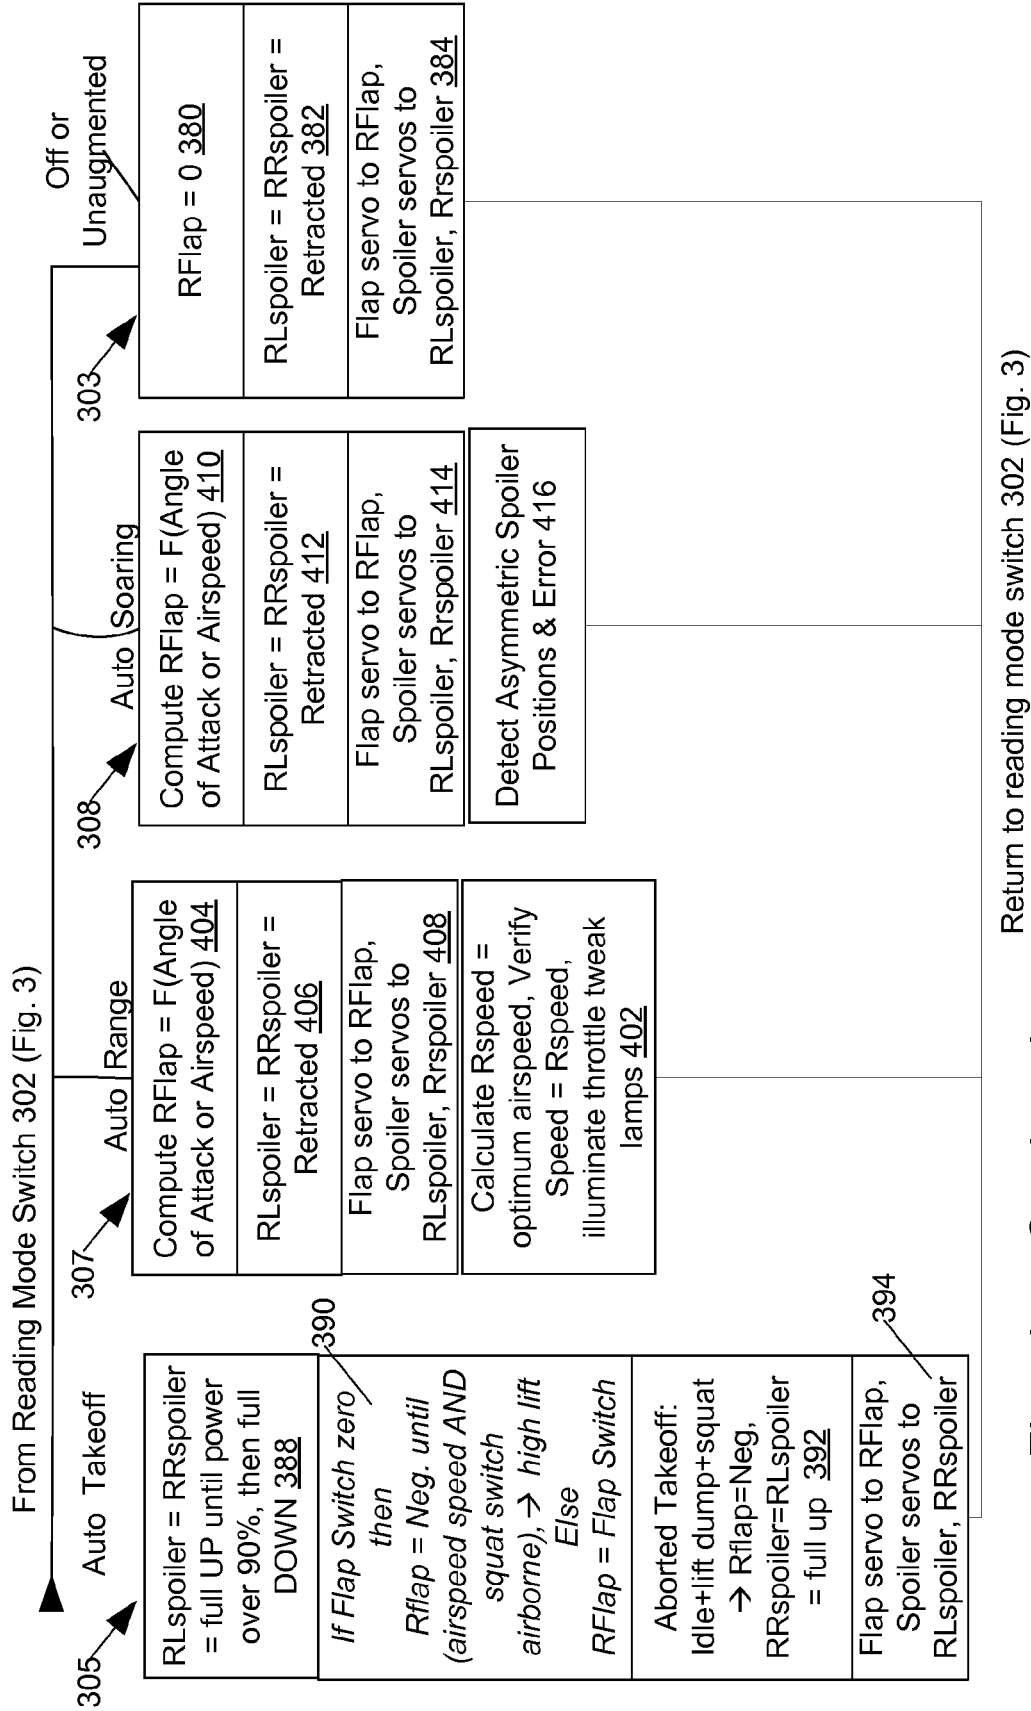 From Reading Mode Switch 302 (Fig. 3)
305
Auto Takeoff
RLspoiler = RRspoiler
= full UP until power
over 90%, then full
DOWN 388
390
If Flap Switch zero
then
Rflap = Neg. until
(airspeed speed AND
squat switch
airborne), → high lift
Else
RFlap = Flap Switch
Aborted Takeoff:
Idle+lift dump+squat
→ Rflap=Neg,
RRspoiler=RLspoiler
= full up 392
394
Flap servo to RFlap,
Spoiler servos to
RLspoiler, RRspoiler
307
Auto Range
Compute RFlap = F(Angle
of Attack or Airspeed) 404
RLspoiler = RRspoiler =
Retracted 406
Flap servo to RFlap,
Spoiler servos to
RLspoiler, Rrspoiler 408
Calculate Rspeed =
optimum airspeed, Verify
Speed = Rspeed,
illuminate throttle tweak
lamps 402
308
Auto Soaring
Compute RFlap = F(Angle
of Attack or Airspeed) 410
RLspoiler = RRspoiler =
Retracted 412
Flap servo to RFlap,
Spoiler servos to
RLspoiler, Rrspoiler 414
Detect Asymmetric Spoiler
Positions & Error 416
303
Off or
Unaugmented
RFlap = 0 380
RLspoiler = RRspoiler =
Retracted 382
Flap servo to RFlap,
Spoiler servos to
RLspoiler, Rrspoiler 384
Return to reading mode switch 302 (Fig. 3)